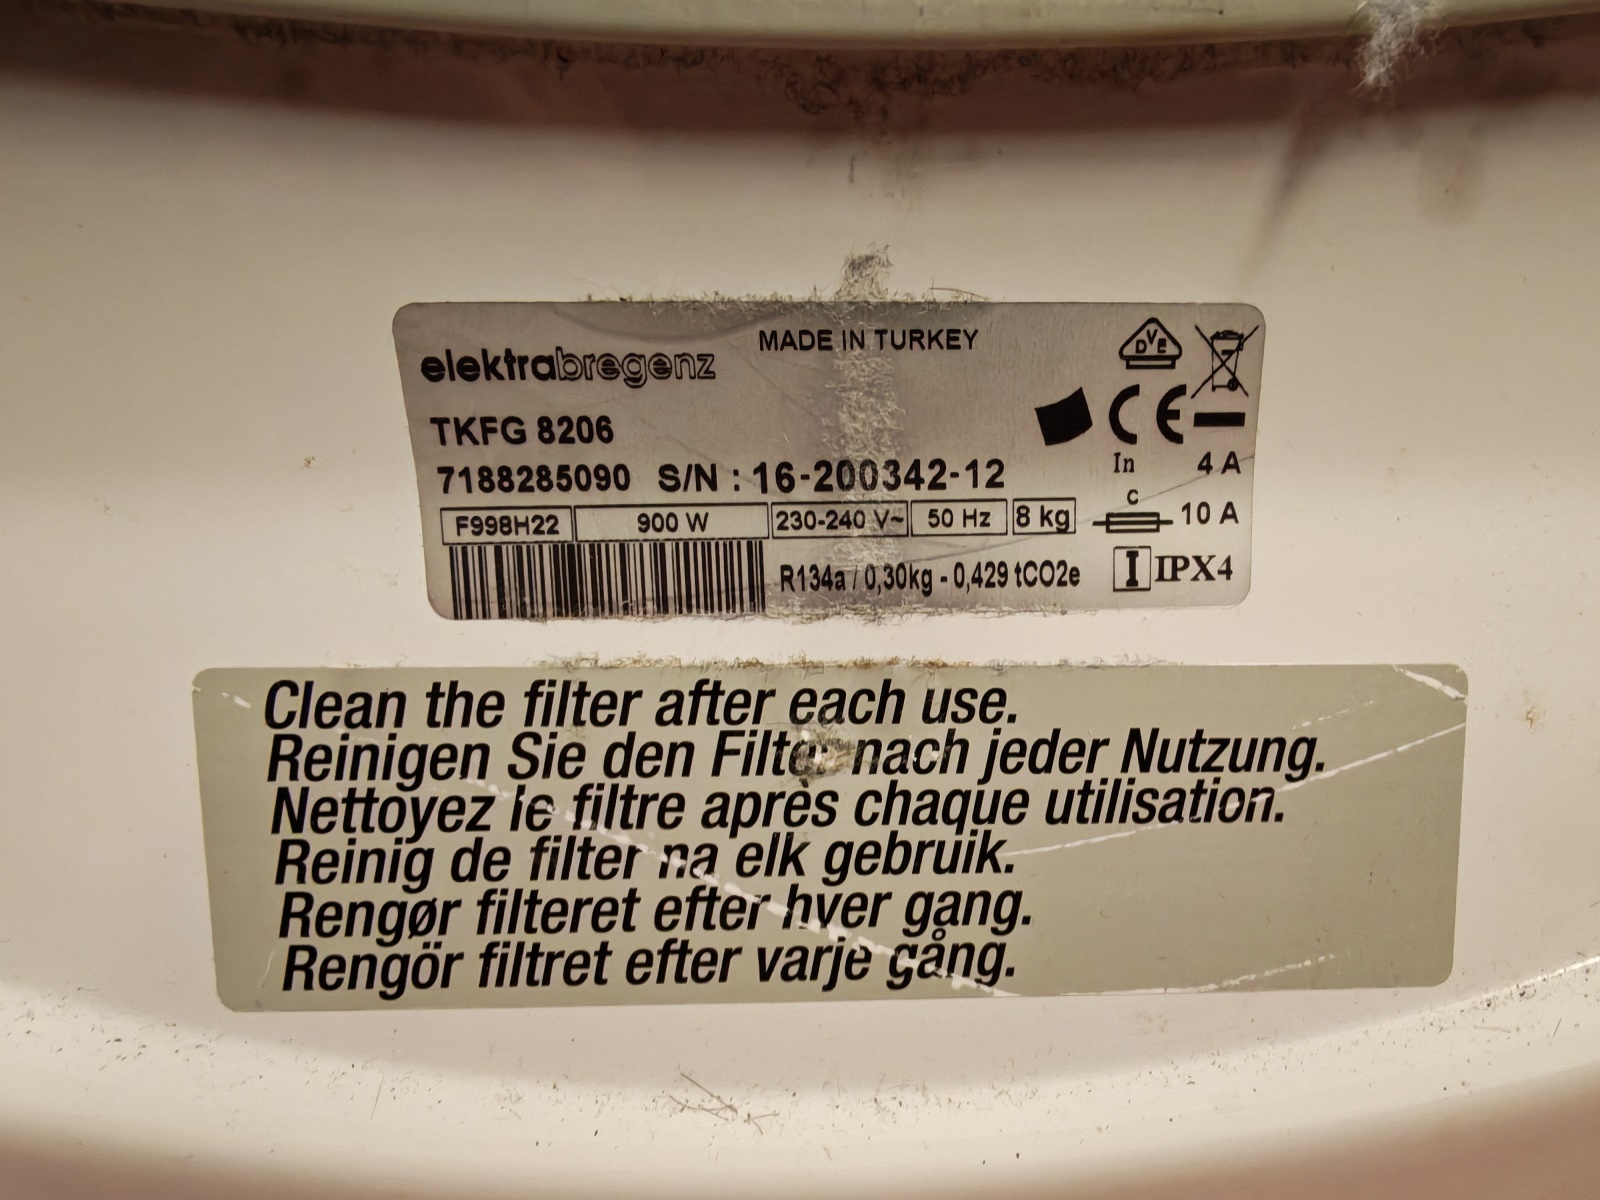 MADE IN TURKEY
elektrabregenz
DVE
TKFG 8206
CE
7188285090 S/N : 16-200342-12
In 4 A
F998H22 900 W 230-240 V~ 50 Hz 8 kg
C 10 A
R134a / 0,30kg - 0,429 tCO2e
I IPX4
Clean the filter after each use.
Reinigen Sie den Filter nach jeder Nutzung.
Nettoyez le filtre après chaque utilisation.
Reinig de filter na elk gebruik.
Rengør filteret efter hver gang.
Rengör filtret efter varje gång.